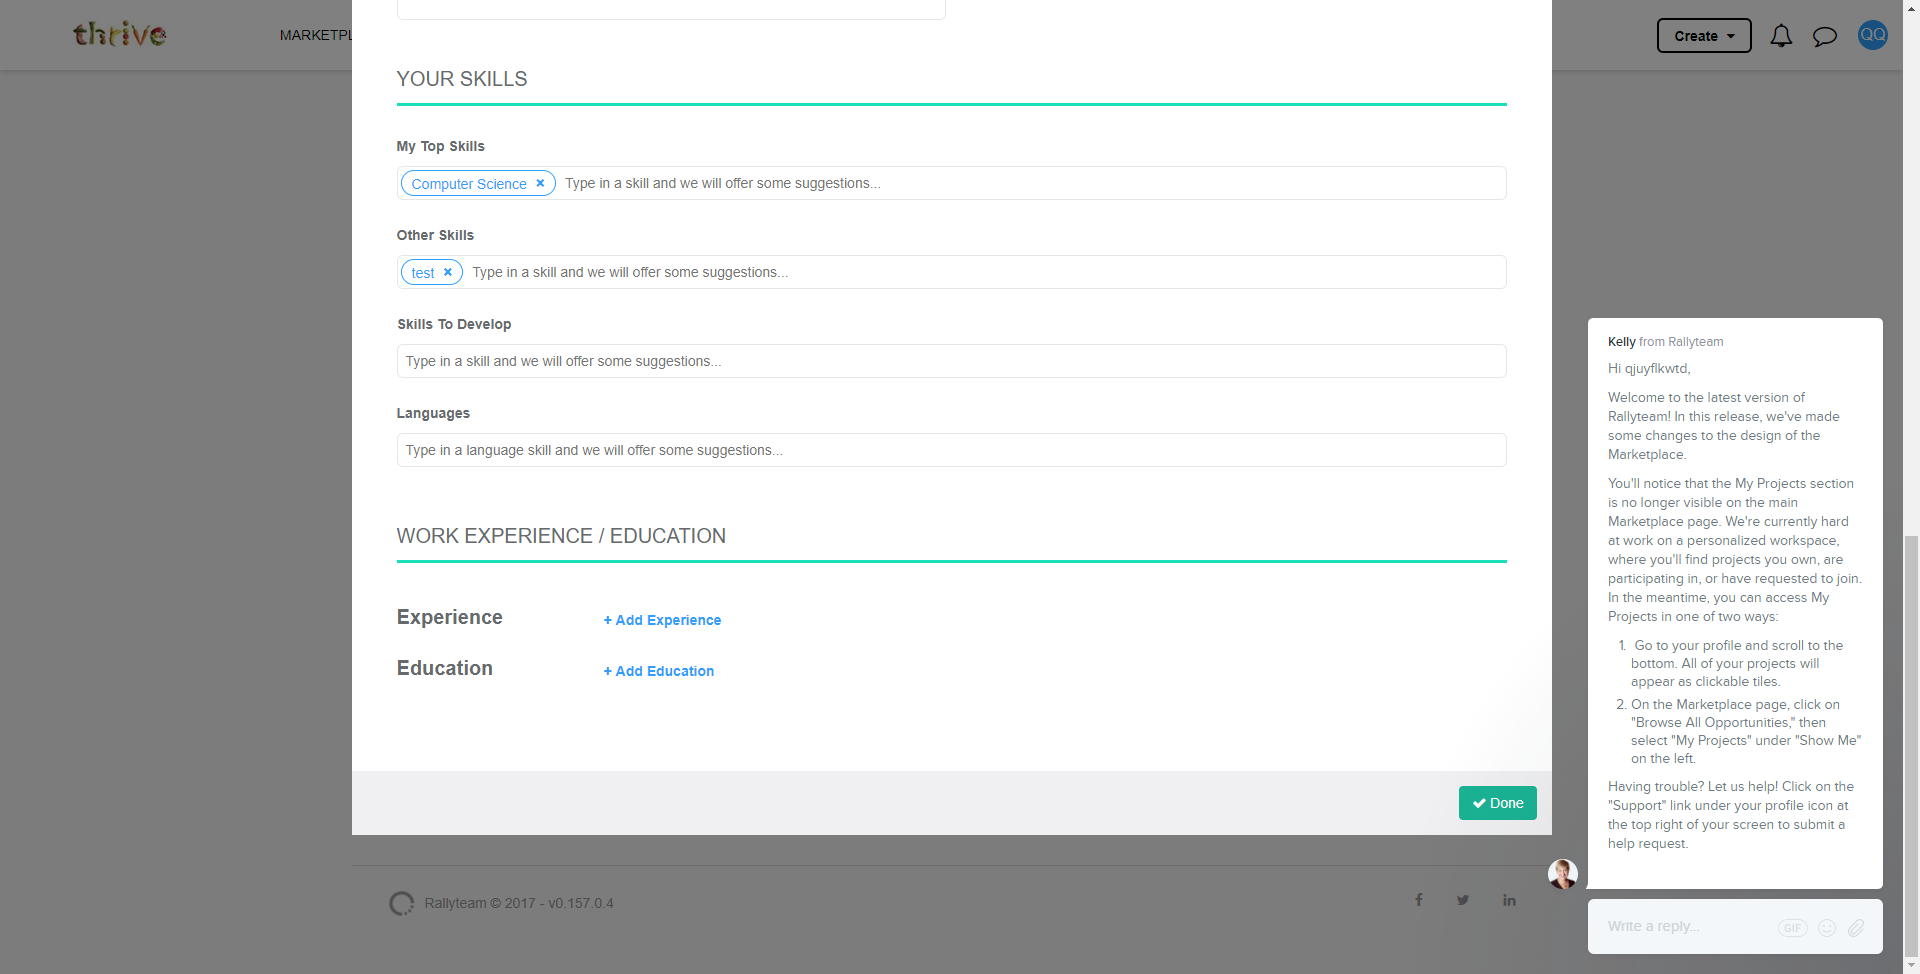 thrive
MARKETPL
Create
QQ
YOUR SKILLS
My Top Skills
Computer Science × Type in a skill and we will offer some suggestions...
Other Skills
test × Type in a skill and we will offer some suggestions...
Skills To Develop
Type in a skill and we will offer some suggestions...
Languages
Type in a language skill and we will offer some suggestions...
WORK EXPERIENCE / EDUCATION
Experience
+ Add Experience
Education
+ Add Education
Done
Rallyteam © 2017 - v0.157.0.4
Kelly from Rallyteam
Hi qjuyflkwtd,
Welcome to the latest version of
Rallyteam! In this release, we've made
some changes to the design of the
Marketplace.
You'll notice that the My Projects section
is no longer visible on the main
Marketplace page. We're currently hard
at work on a personalized workspace,
where you'll find projects you own, are
participating in, or have requested to join.
In the meantime, you can access My
Projects in one of two ways:
1. Go to your profile and scroll to the
bottom. All of your projects will
appear as clickable tiles.
2. On the Marketplace page, click on
"Browse All Opportunities," then
select "My Projects" under "Show Me"
on the left.
Having trouble? Let us help! Click on the
"Support" link under your profile icon at
the top right of your screen to submit a
help request.
Write a reply...
GIF